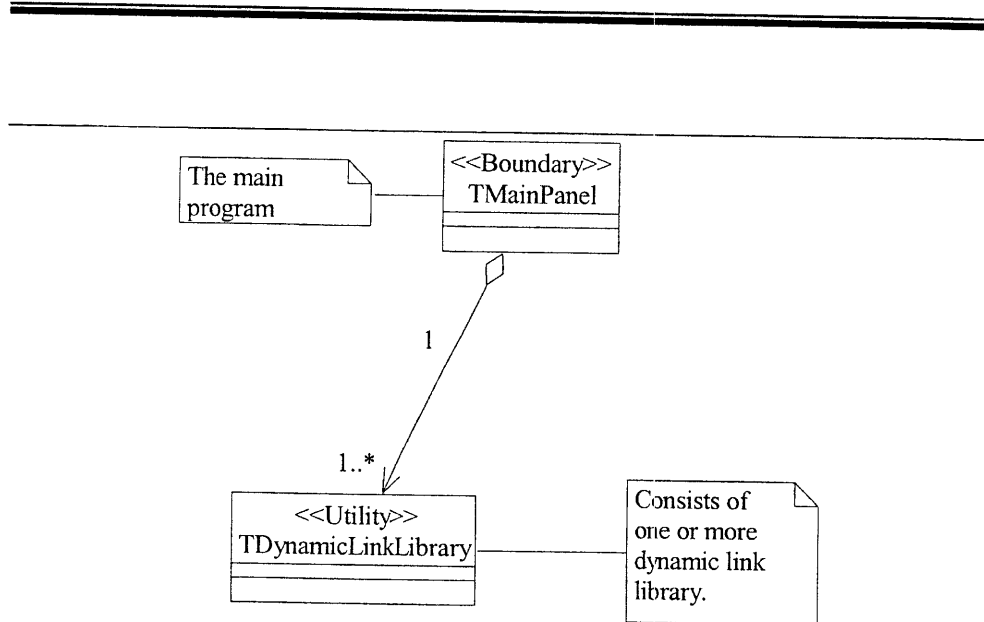 The main
program
<<Boundary>>
TMainPanel
1
1..*
<<Utility>>
TDynamicLinkLibrary
Consists of
one or more
dynamic link
library.